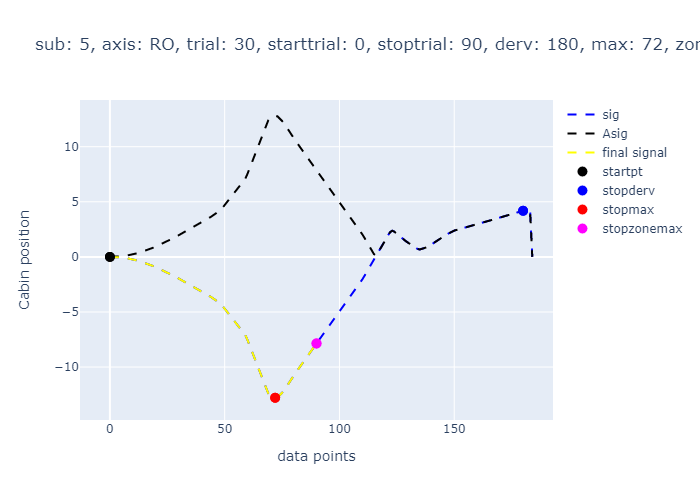 sub: 5, axis: RO, trial: 30, starttrial: 0, stoptrial: 90, derv: 180, max: 72,
sig
Asig
final signal
startpt
stopderv
stopmax
stopzonemax
10
5
0
−5
−10
Cabin position
0
50
100
150
data points